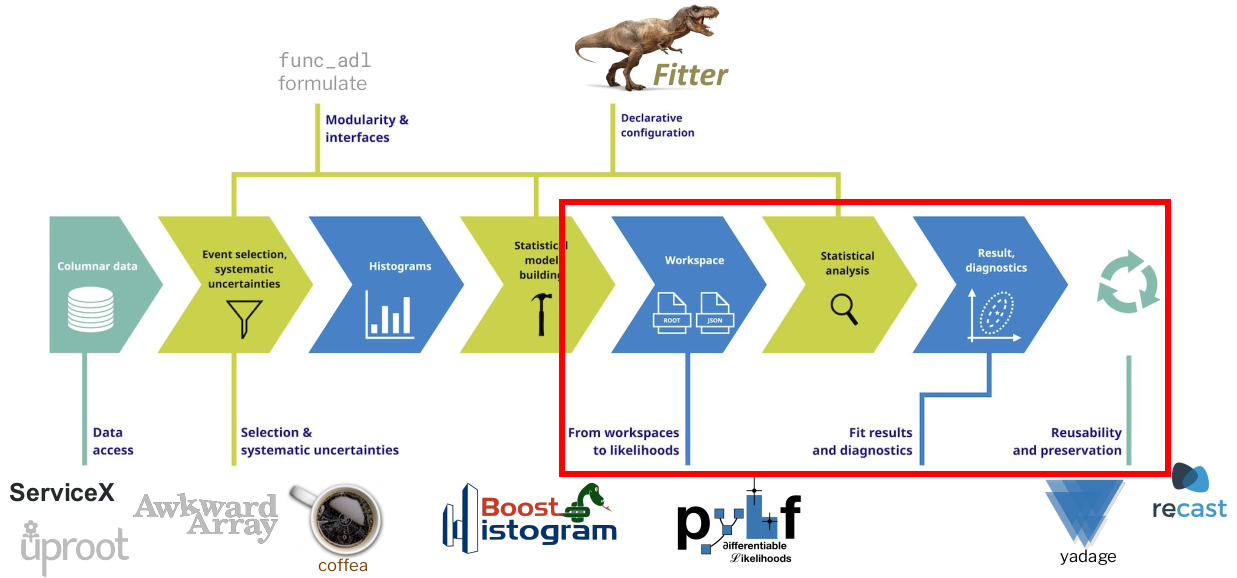 func_adl
formulate
Fitter
Modularity &
interfaces
Declarative
configuration
Columnar data
Event selection,
systematic
uncertainties
Histograms
Statistical
model
building
Workspace
ROOT
JSON
Statistical
analysis
Result,
diagnostics
Data
access
Selection &
systematic uncertainties
From workspaces
to likelihoods
Fit results
and diagnostics
Reusability
and preservation
ServiceX
uproot
Awkward
Array
coffea
Boost
Histogram
pyhf
∂ifferentiable
ℒikelihoods
yadage
recast